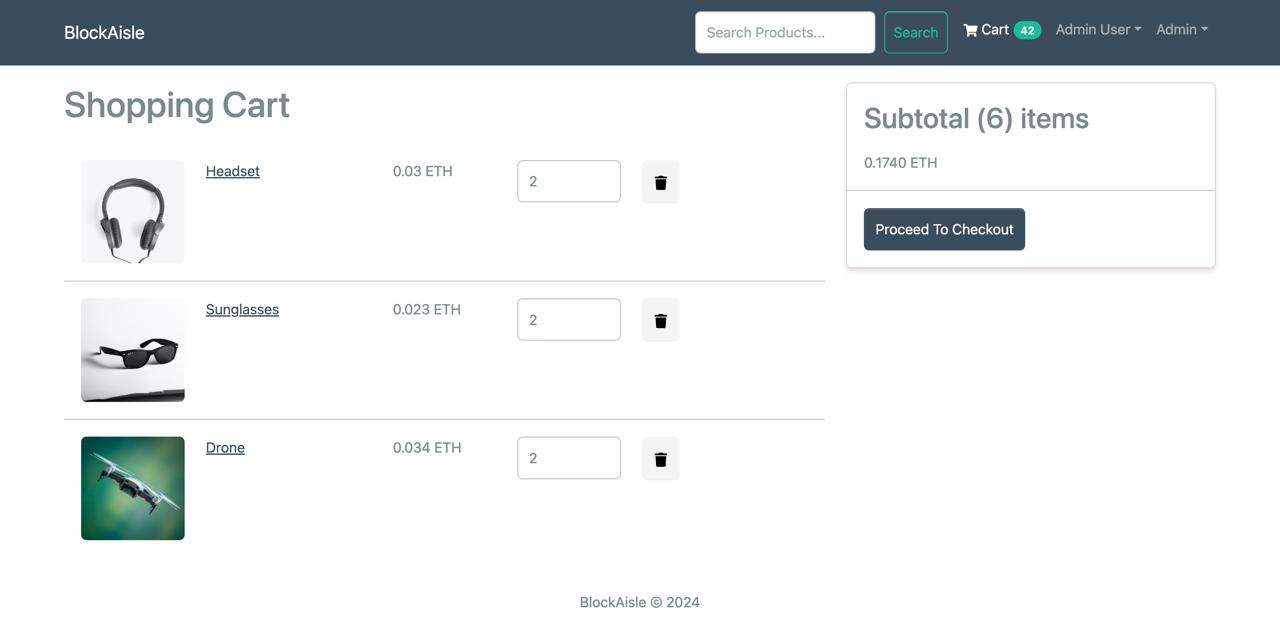 BlockAisle
Search Products...
Search
Cart 42
Admin User
Admin
Shopping Cart
Headset
0.03 ETH
2
Sunglasses
0.023 ETH
2
Drone
0.034 ETH
2
Subtotal (6) items
0.1740 ETH
Proceed To Checkout
BlockAisle © 2024